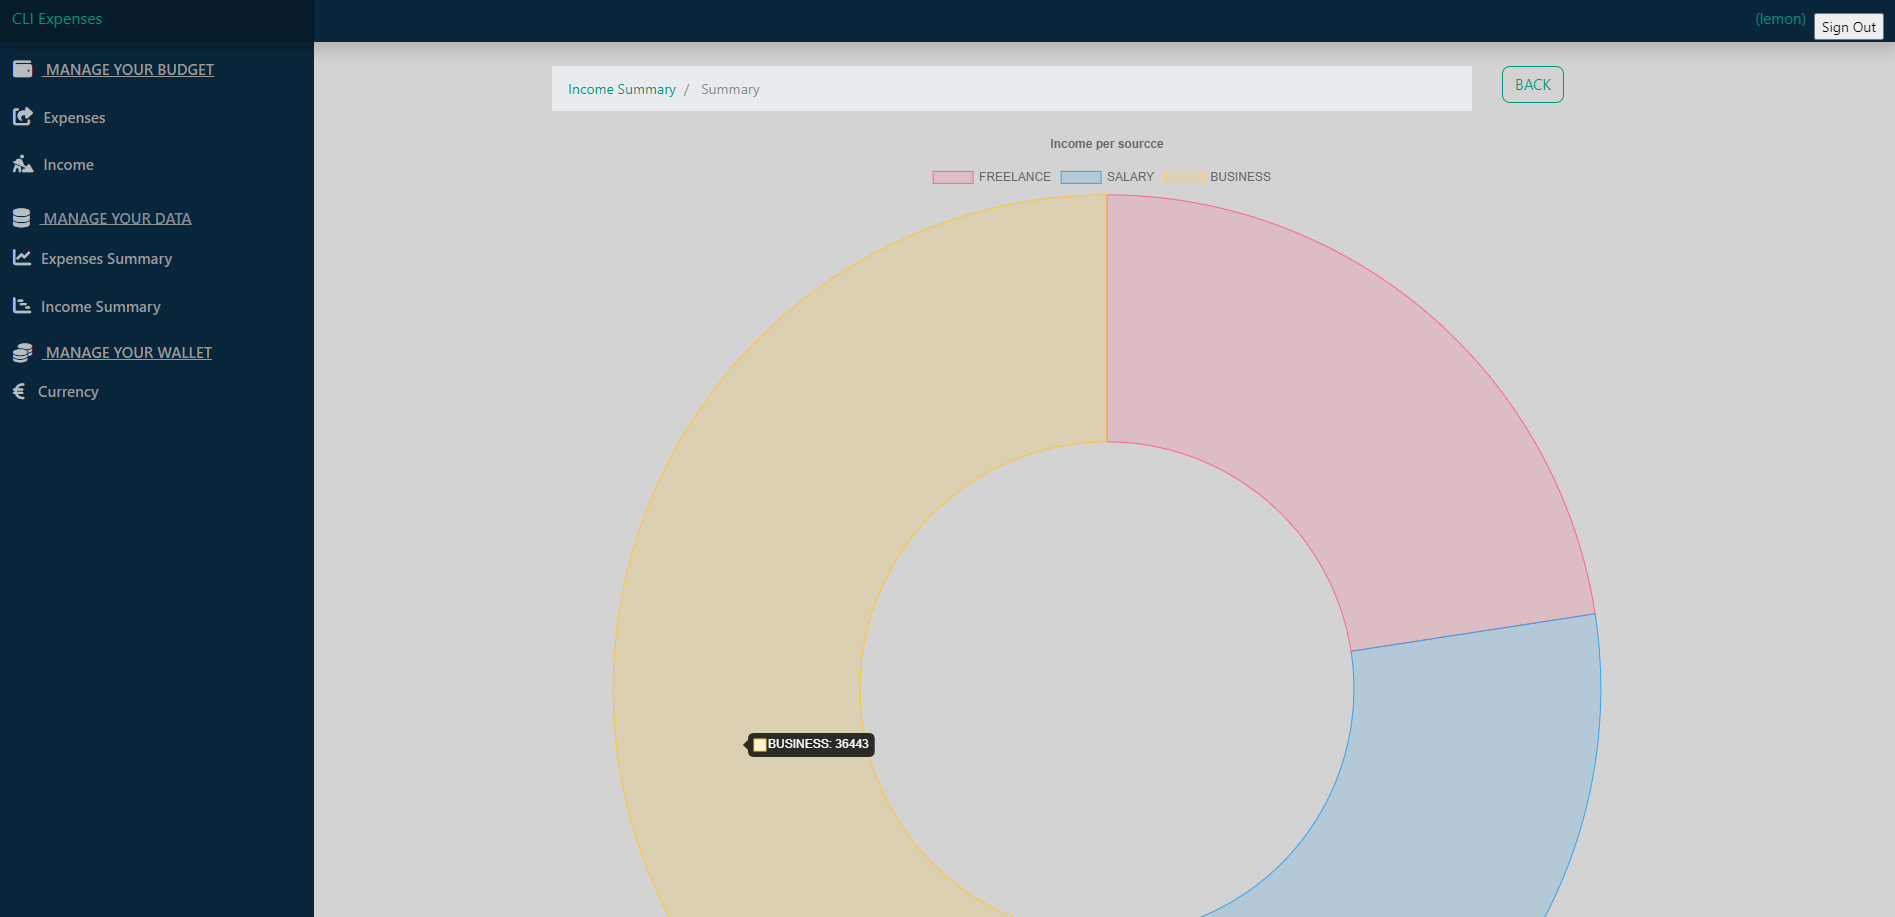 CLI Expenses
(lemon) Sign Out
MANAGE YOUR BUDGET
Expenses
Income
MANAGE YOUR DATA
Expenses Summary
Income Summary
MANAGE YOUR WALLET
Currency
Income Summary / Summary
BACK
Income per sourcce
FREELANCE SALARY BUSINESS
BUSINESS: 36443